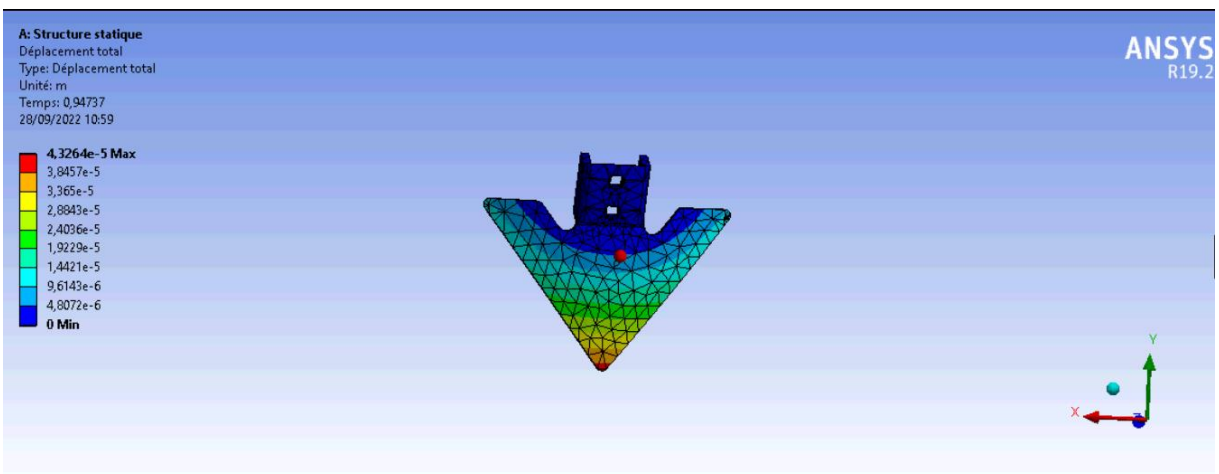 A: Structure statique
Déplacement total
Type: Déplacement total
Unité: m
Temps: 0,94737
28/09/2022 10:59
4,3264e-5 Max
3,8457e-5
3,365e-5
2,8843e-5
2,4036e-5
1,9229e-5
1,4421e-5
9,6143e-6
4,8072e-6
0 Min
ANSYS
R19.2
Y
X